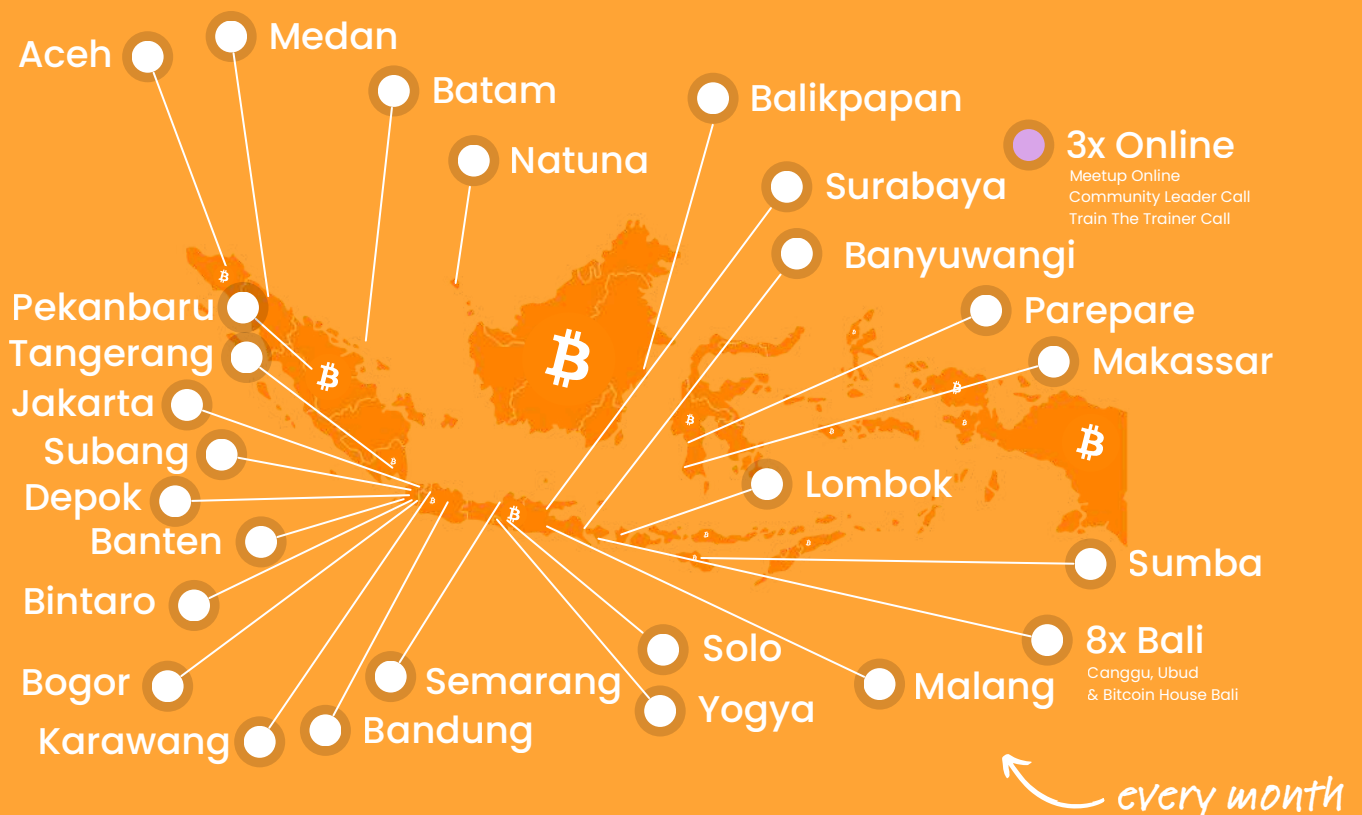 Aceh
Medan
Batam
Natuna
Balikpapan
3x Online
Meetup Online
Community Leader Call
Train The Trainer Call
Surabaya
Banyuwangi
Pekanbaru
Parepare
Tangerang
Makassar
Jakarta
Subang
Lombok
Depok
Banten
Sumba
Bintaro
8x Bali
Canggu, Ubud
& Bitcoin House Bali
Solo
Bogor
Semarang
Malang
Yogya
Karawang
Bandung
every month